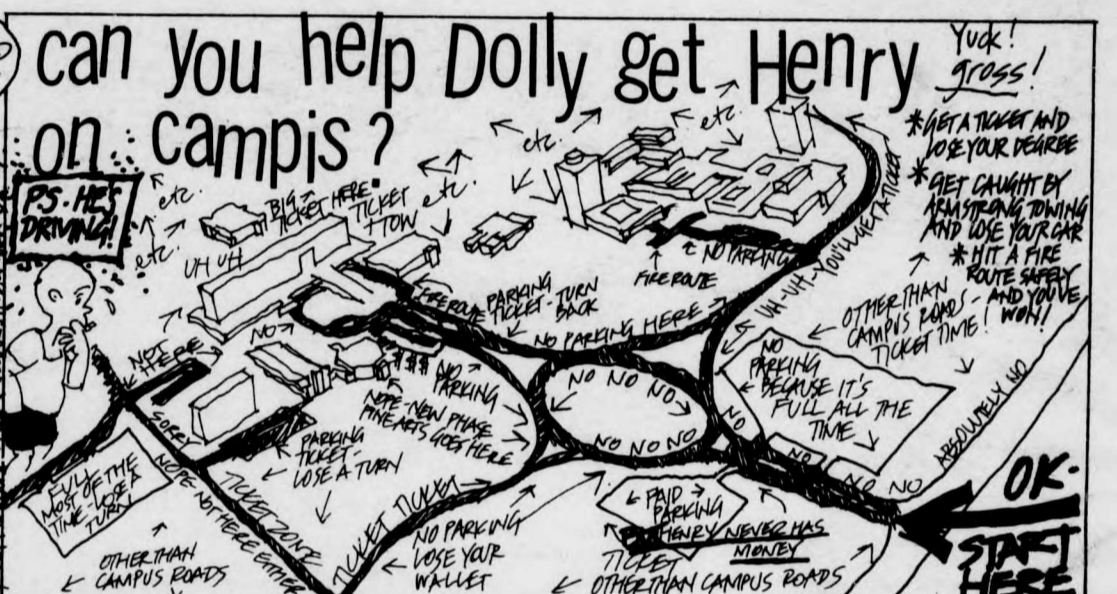 can you help Dolly get Henry
on campis?
P.S. HE'S
DRIVING!
Yuck!
gross!
* GET A TICKET AND
LOSE YOUR DEGREE
* GET CAUGHT BY
ARMSTRONG TOWING
AND LOSE YOUR CAR
* HIT A FIRE
ROUTE SAFELY
- AND YOU'VE
WON!
etc.
etc.
etc.
etc.
etc.
BIG
TICKET HERE
TICKET
& TOW
UH UH
NO
NOT
HERE
FIRE ROUTE
PARKING
TICKET - TURN
BACK
NO PARKING HERE
NO PARKING
FIRE ROUTE
UH-UH-YOU'LL GET A TICKET
OTHER THAN
CAMPUS ROADS -
TICKET TIME!
NO
PARKING
BECAUSE IT'S
FULL ALL THE
TIME
ABSOLUTELY NO
NO NO NO
NO NO NO
NO
NO
NO NO
$$$
NO
PARKING
NOPE-NEW PHASE
FINE ARTS GOES HERE
SORRY
PARKING
TICKET-
LOSE A TURN
FULL
MOST OF THE
TIME-LOSE A
TURN
NOPE NOT HERE EITHER
TICKET ZONE
TICKET TICKET
NO PARKING
LOSE YOUR
WALLET
PAID
PARKING
HENRY NEVER HAS
MONEY
TICKET
OTHER THAN CAMPUS ROADS
OTHER THAN
CAMPUS ROADS
OK-
START
HERE